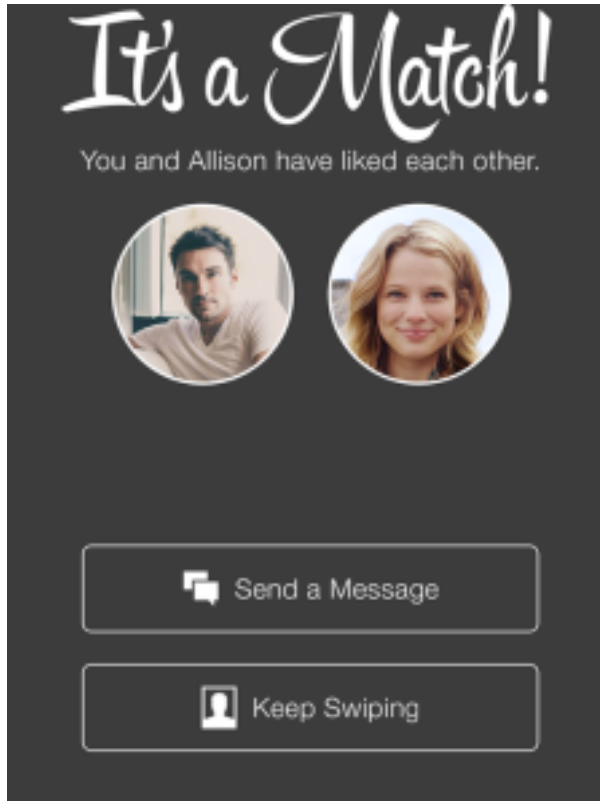 It's a Match!
You and Allison have liked each other.
Send a Message
Keep Swiping